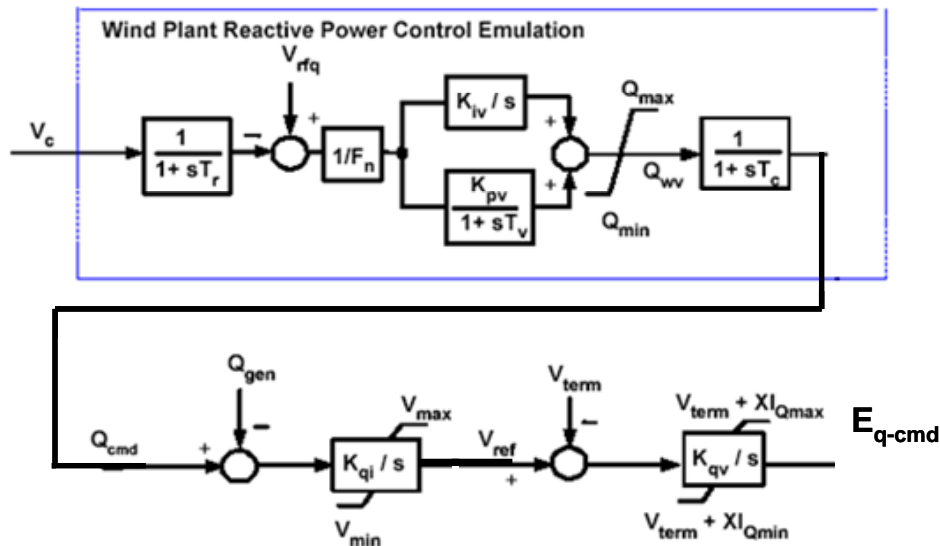 Wind Plant Reactive Power Control Emulation
V_rfq
V_c
1
1+ sT_r
−
+
1/F_n
K_iv / s
K_pv
1 + sT_v
+
+
Q_max
Q_wv
Q_min
1
1+ sT_c
Q_gen
−
Q_cmd
+
V_max
K_qi / s
V_min
V_ref
+
V_term
−
V_term + XI_Qmax
K_qv / s
V_term + XI_Qmin
E_q-cmd